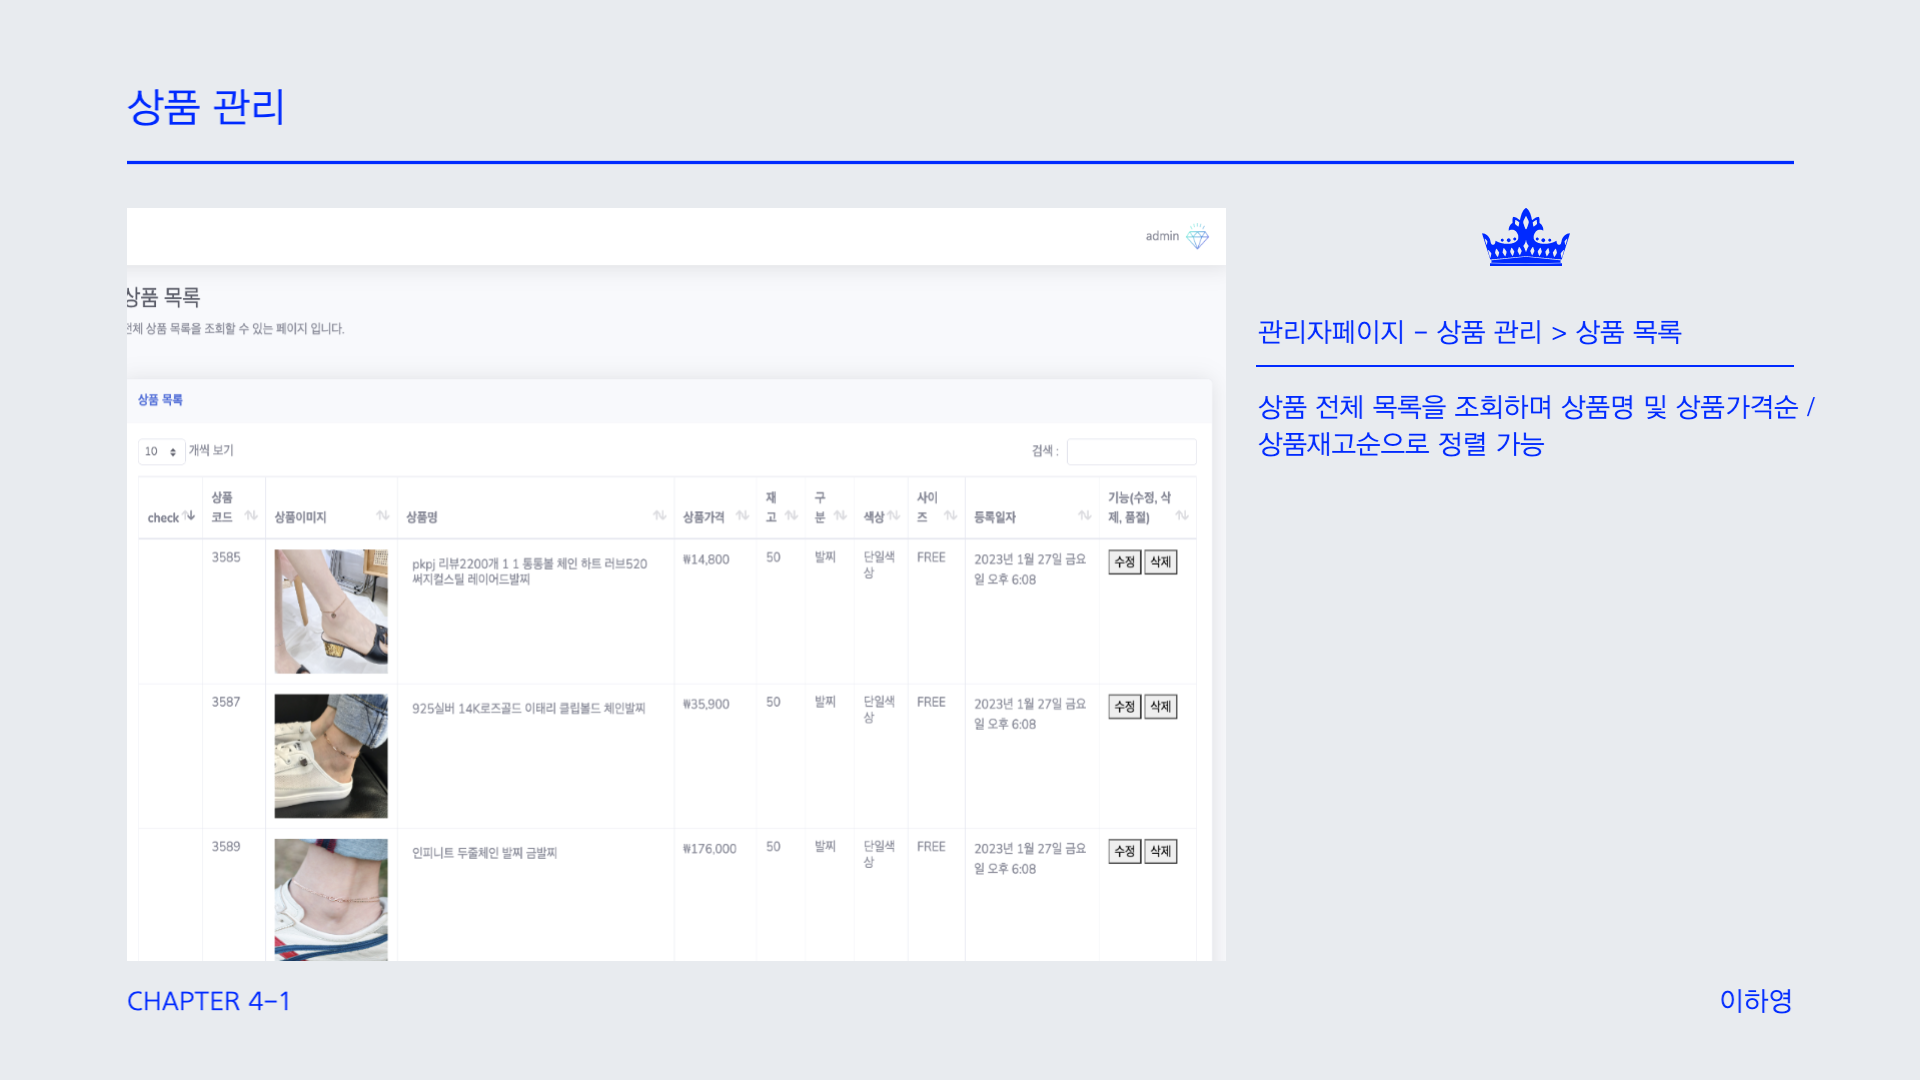 상품 관리
admin
상품 목록
전체 상품 목록을 조회할 수 있는 페이지 입니다.
상품 목록
10 개씩 보기
검색 :
check 상품 코드 상품이미지 상품명 상품가격 재고 구분 색상 사이즈 등록일자 기능(수정, 삭제, 품절)
3585 pkpj 리뷰2200개 1 1 통통볼 체인 하트 러브520 써지컬스틸 레이어드발찌 ₩14,800 50 발찌 단일색상 FREE 2023년 1월 27일 금요일 오후 6:08 수정 삭제
3587 925실버 14K로즈골드 이태리 클립볼드 체인발찌 ₩35,900 50 발찌 단일색상 FREE 2023년 1월 27일 금요일 오후 6:08 수정 삭제
3589 인피니트 두줄체인 발찌 금발찌 ₩176,000 50 발찌 단일색상 FREE 2023년 1월 27일 금요일 오후 6:08 수정 삭제
관리자페이지 – 상품 관리 > 상품 목록
상품 전체 목록을 조회하며 상품명 및 상품가격순 /
상품재고순으로 정렬 가능
CHAPTER 4–1
이하영